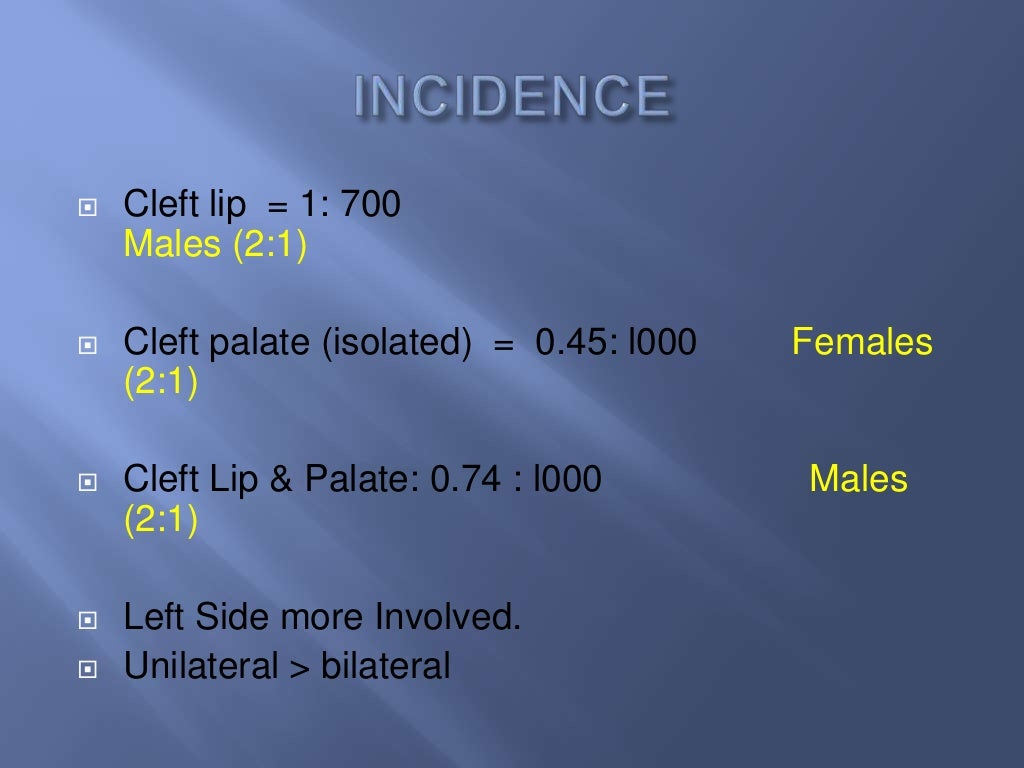 INCIDENCE
Cleft lip = 1: 700
Males (2:1)
Cleft palate (isolated) = 0.45: l000 Females
(2:1)
Cleft Lip & Palate: 0.74 : l000 Males
(2:1)
Left Side more Involved.
Unilateral > bilateral